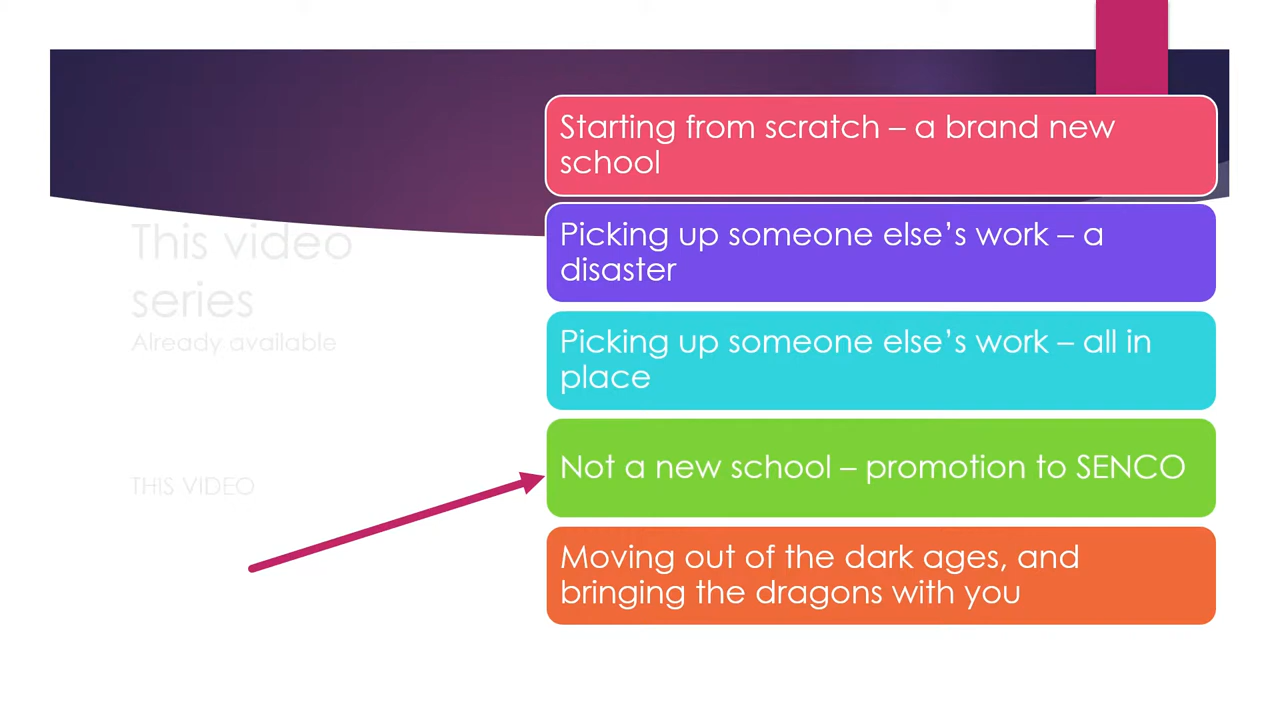 This video
series
Already available
THIS VIDEO
Starting from scratch – a brand new
school
Picking up someone else’s work – a
disaster
Picking up someone else’s work – all in
place
Not a new school – promotion to SENCO
Moving out of the dark ages, and
bringing the dragons with you